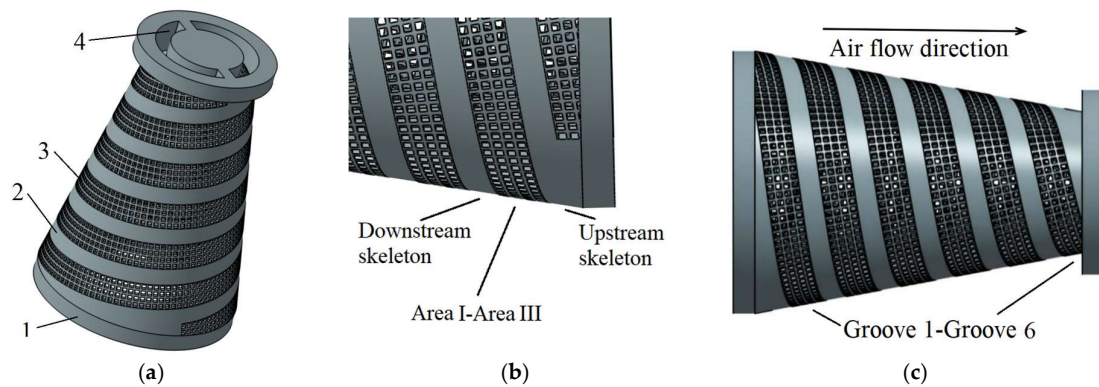 4
3
2
1
(a)
Downstream
skeleton
Upstream
skeleton
Area I-Area III
(b)
Air flow direction
Groove 1-Groove 6
(c)